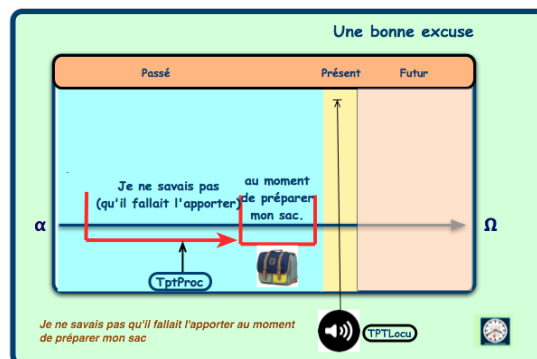 Une bonne excuse
Passé Présent Futur
Je ne savais pas
(qu'il fallait l'apporter)
au moment
de préparer
mon sac.
α Ω
TptProc
TPTLocu
Je ne savais pas qu'il fallait l'apporter au moment
de préparer mon sac